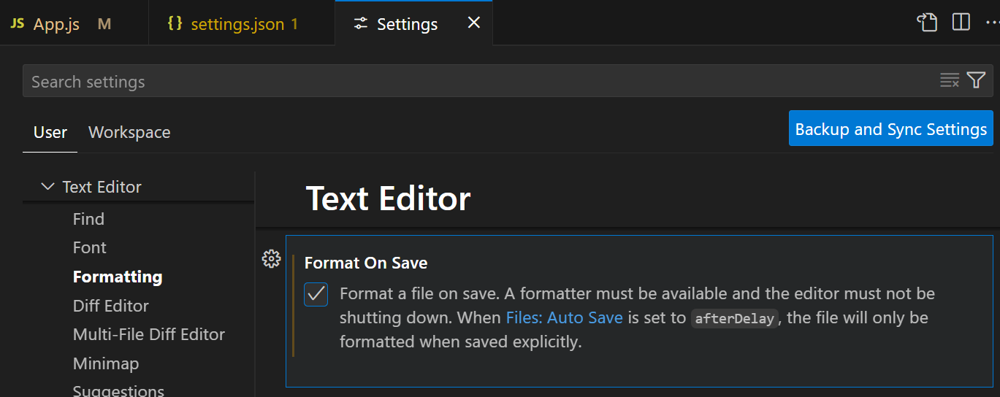 JS App.js M
{} settings.json 1
Settings
Search settings
User Workspace
Backup and Sync Settings
Text Editor
Find
Font
Formatting
Diff Editor
Multi-File Diff Editor
Minimap
Suggestions
Text Editor
Format On Save
Format a file on save. A formatter must be available and the editor must not be
shutting down. When Files: Auto Save is set to afterDelay, the file will only be
formatted when saved explicitly.